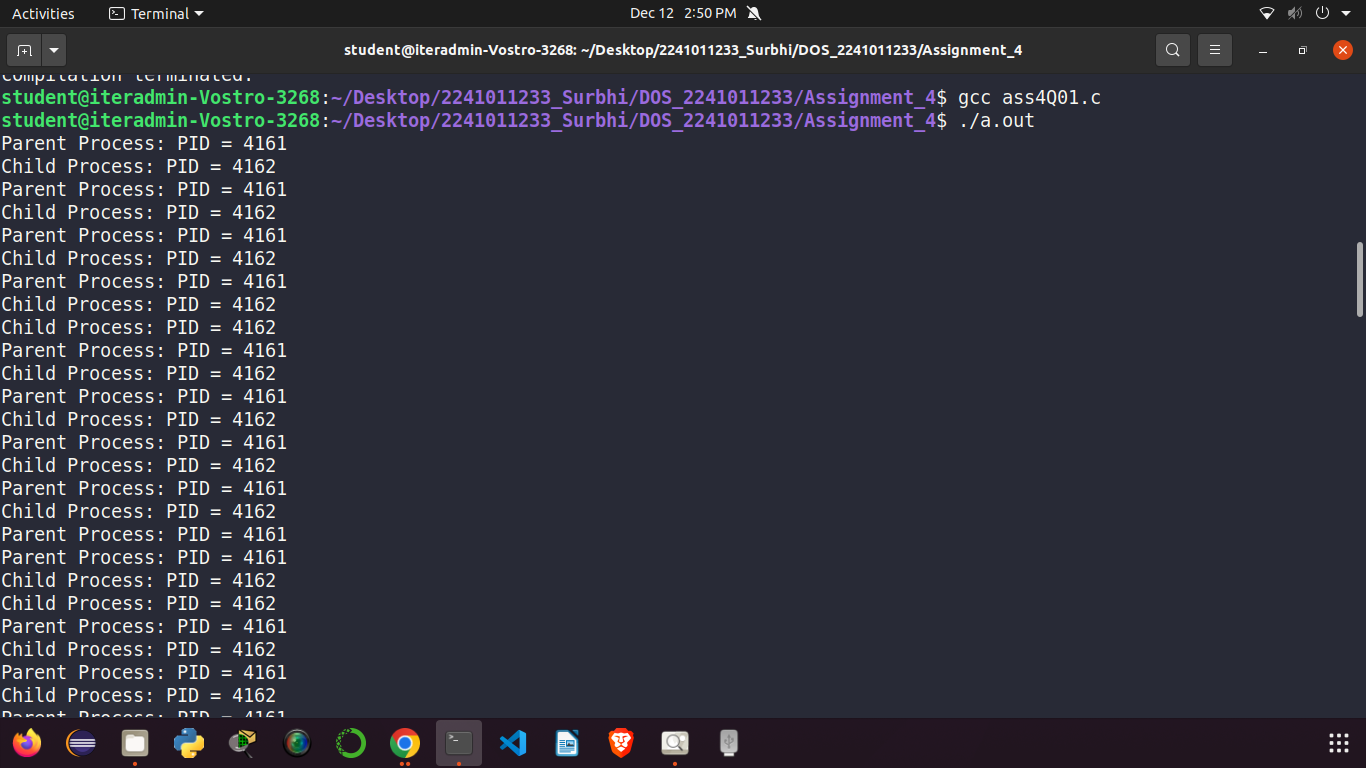 Activities Terminal Dec 12 2:50 PM
student@iteradmin-Vostro-3268: ~/Desktop/2241011233_Surbhi/DOS_2241011233/Assignment_4
compilation terminated.
student@iteradmin-Vostro-3268:~/Desktop/2241011233_Surbhi/DOS_2241011233/Assignment_4$ gcc ass4Q01.c
student@iteradmin-Vostro-3268:~/Desktop/2241011233_Surbhi/DOS_2241011233/Assignment_4$ ./a.out
Parent Process: PID = 4161
Child Process: PID = 4162
Parent Process: PID = 4161
Child Process: PID = 4162
Parent Process: PID = 4161
Child Process: PID = 4162
Parent Process: PID = 4161
Child Process: PID = 4162
Child Process: PID = 4162
Parent Process: PID = 4161
Child Process: PID = 4162
Parent Process: PID = 4161
Child Process: PID = 4162
Parent Process: PID = 4161
Child Process: PID = 4162
Parent Process: PID = 4161
Child Process: PID = 4162
Parent Process: PID = 4161
Parent Process: PID = 4161
Child Process: PID = 4162
Child Process: PID = 4162
Parent Process: PID = 4161
Child Process: PID = 4162
Parent Process: PID = 4161
Child Process: PID = 4162
Parent Process: PID = 4161